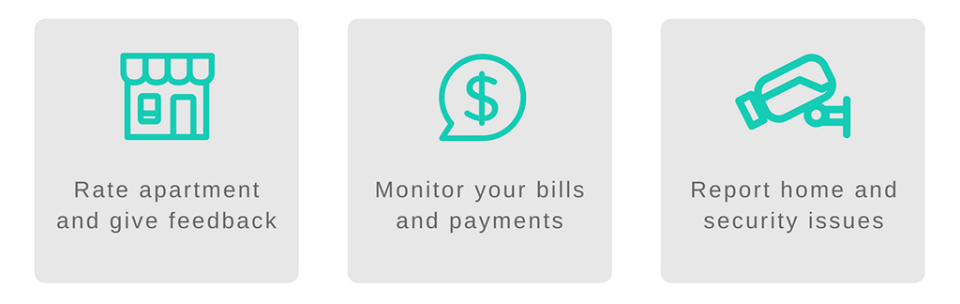 Rate apartment
and give feedback
$
Monitor your bills
and payments
Report home and
security issues